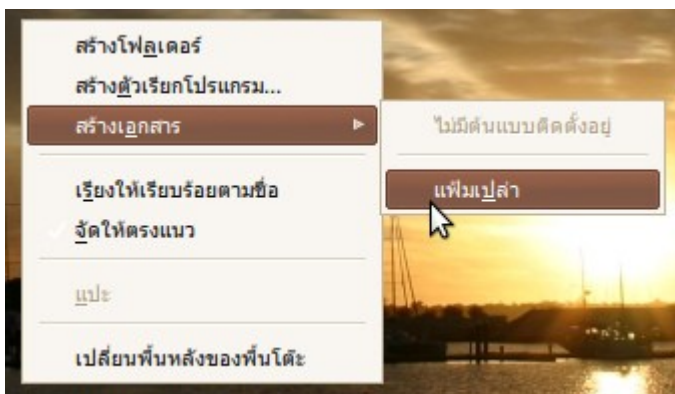 สร้างโฟลเดอร์
สร้างตัวเรียกโปรแกรม...
สร้างเอกสาร
ไม่มีต้นแบบติดตั้งอยู่
แฟ้มเปล่า
เรียงให้เรียบร้อยตามชื่อ
จัดให้ตรงแนว
แปะ
เปลี่ยนพื้นหลังของพื้นโต๊ะ